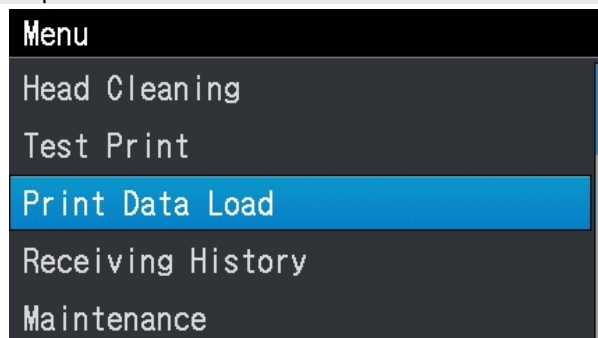 Menu
Head Cleaning
Test Print
Print Data Load
Receiving History
Maintenance